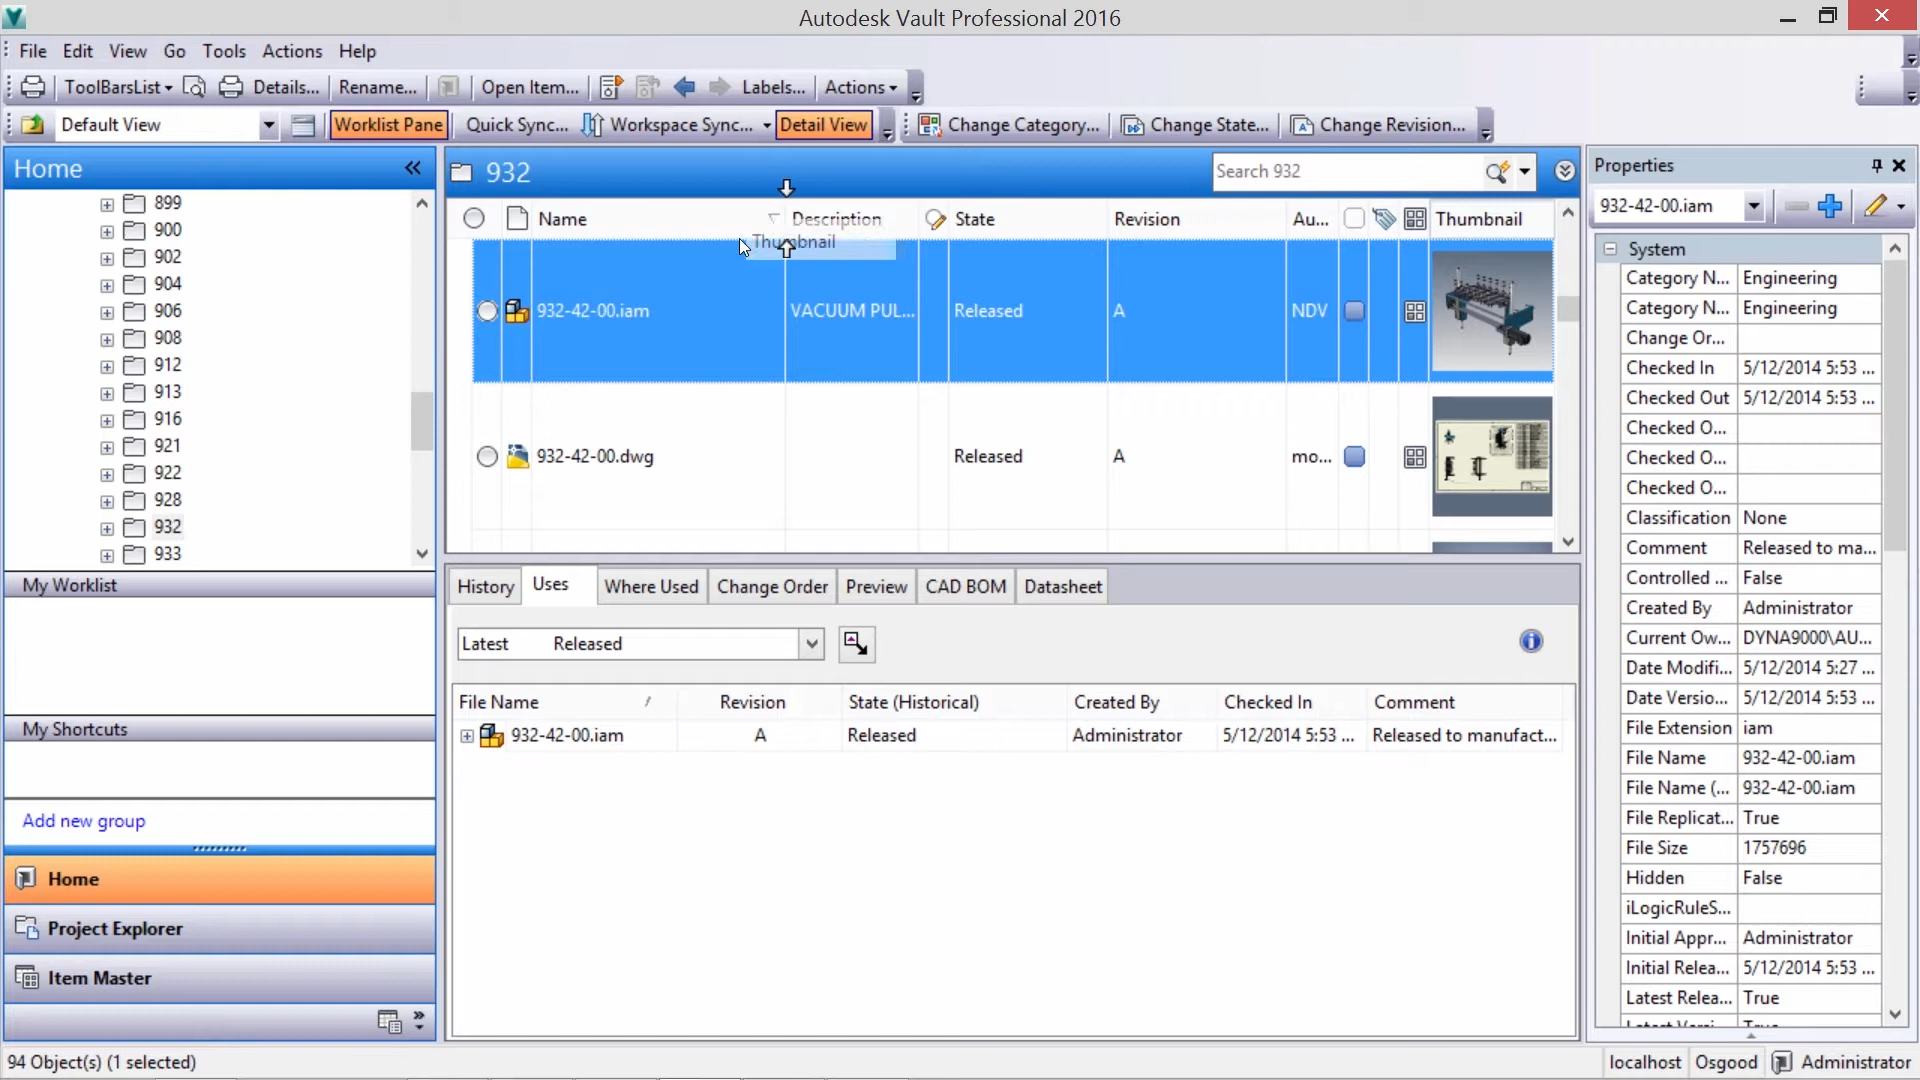 Autodesk Vault Professional 2016
File Edit View Go Tools Actions Help
ToolBarsList Details... Rename... Open Item... Labels... Actions
Default View Worklist Pane Quick Sync... Workspace Sync... Detail View Change Category... Change State... Change Revision...
Home
899
900
902
904
906
908
912
913
916
921
922
928
932
933
My Worklist
My Shortcuts
Add new group
Home
Project Explorer
Item Master
932 Search 932
Name Description State Revision Au... Thumbnail
Thumbnail
932-42-00.iam VACUUM PUL... Released A NDV
932-42-00.dwg Released A mo...
History Uses Where Used Change Order Preview CAD BOM Datasheet
Latest Released
File Name Revision State (Historical) Created By Checked In Comment
932-42-00.iam A Released Administrator 5/12/2014 5:53 ... Released to manufact...
Properties
932-42-00.iam
System
Category N... Engineering
Category N... Engineering
Change Or...
Checked In 5/12/2014 5:53 ...
Checked Out 5/12/2014 5:53 ...
Checked O...
Checked O...
Checked O...
Classification None
Comment Released to ma...
Controlled ... False
Created By Administrator
Current Ow... DYNA9000\AU...
Date Modifi... 5/12/2014 5:27 ...
Date Versio... 5/12/2014 5:53 ...
File Extension iam
File Name 932-42-00.iam
File Name (... 932-42-00.iam
File Replicat... True
File Size 1757696
Hidden False
iLogicRuleS...
Initial Appr... Administrator
Initial Relea... 5/12/2014 5:53 ...
Latest Relea... True
94 Object(s) (1 selected) localhost Osgood Administrator